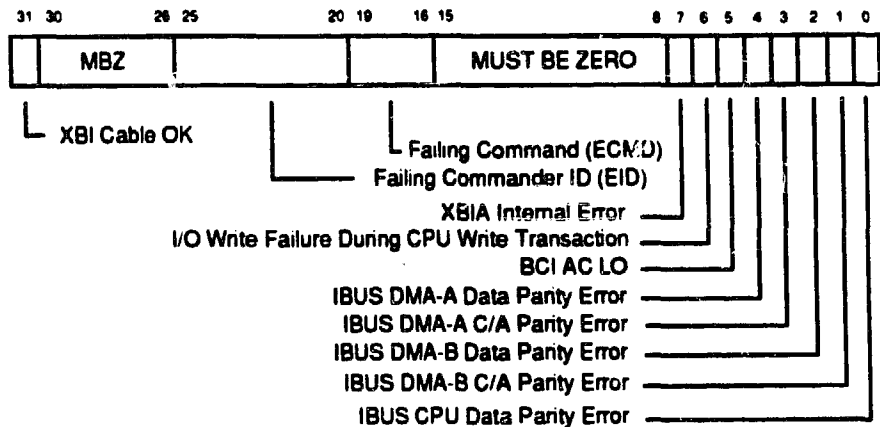 31 30 26 25 20 19 16 15 8 7 6 5 4 3 2 1 0
MBZ MUST BE ZERO
XBI Cable OK
Failing Command (ECMD)
Failing Commander ID (EID)
XBIA Internal Error
I/O Write Failure During CPU Write Transaction
BCI AC LO
IBUS DMA-A Data Parity Error
IBUS DMA-A C/A Parity Error
IBUS DMA-B Data Parity Error
IBUS DMA-B C/A Parity Error
IBUS CPU Data Parity Error